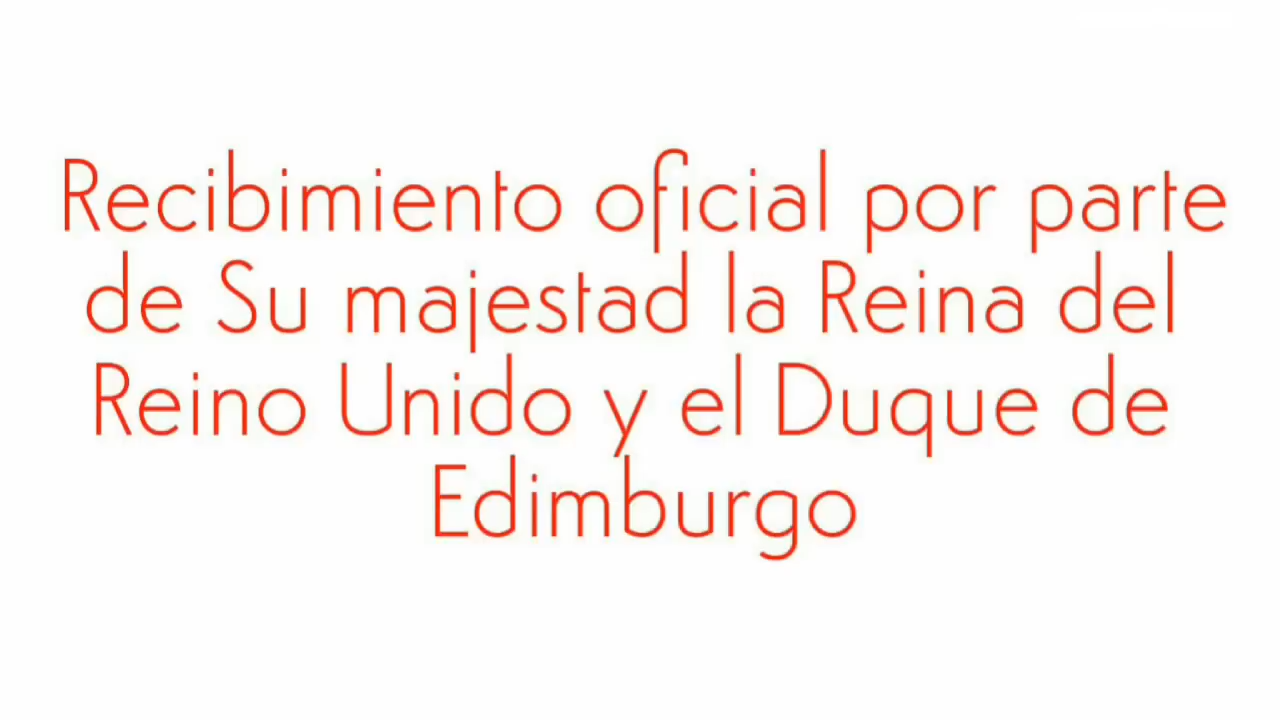 Recibimiento oficial por parte
de Su majestad la Reina del
Reino Unido y el Duque de
Edimburgo